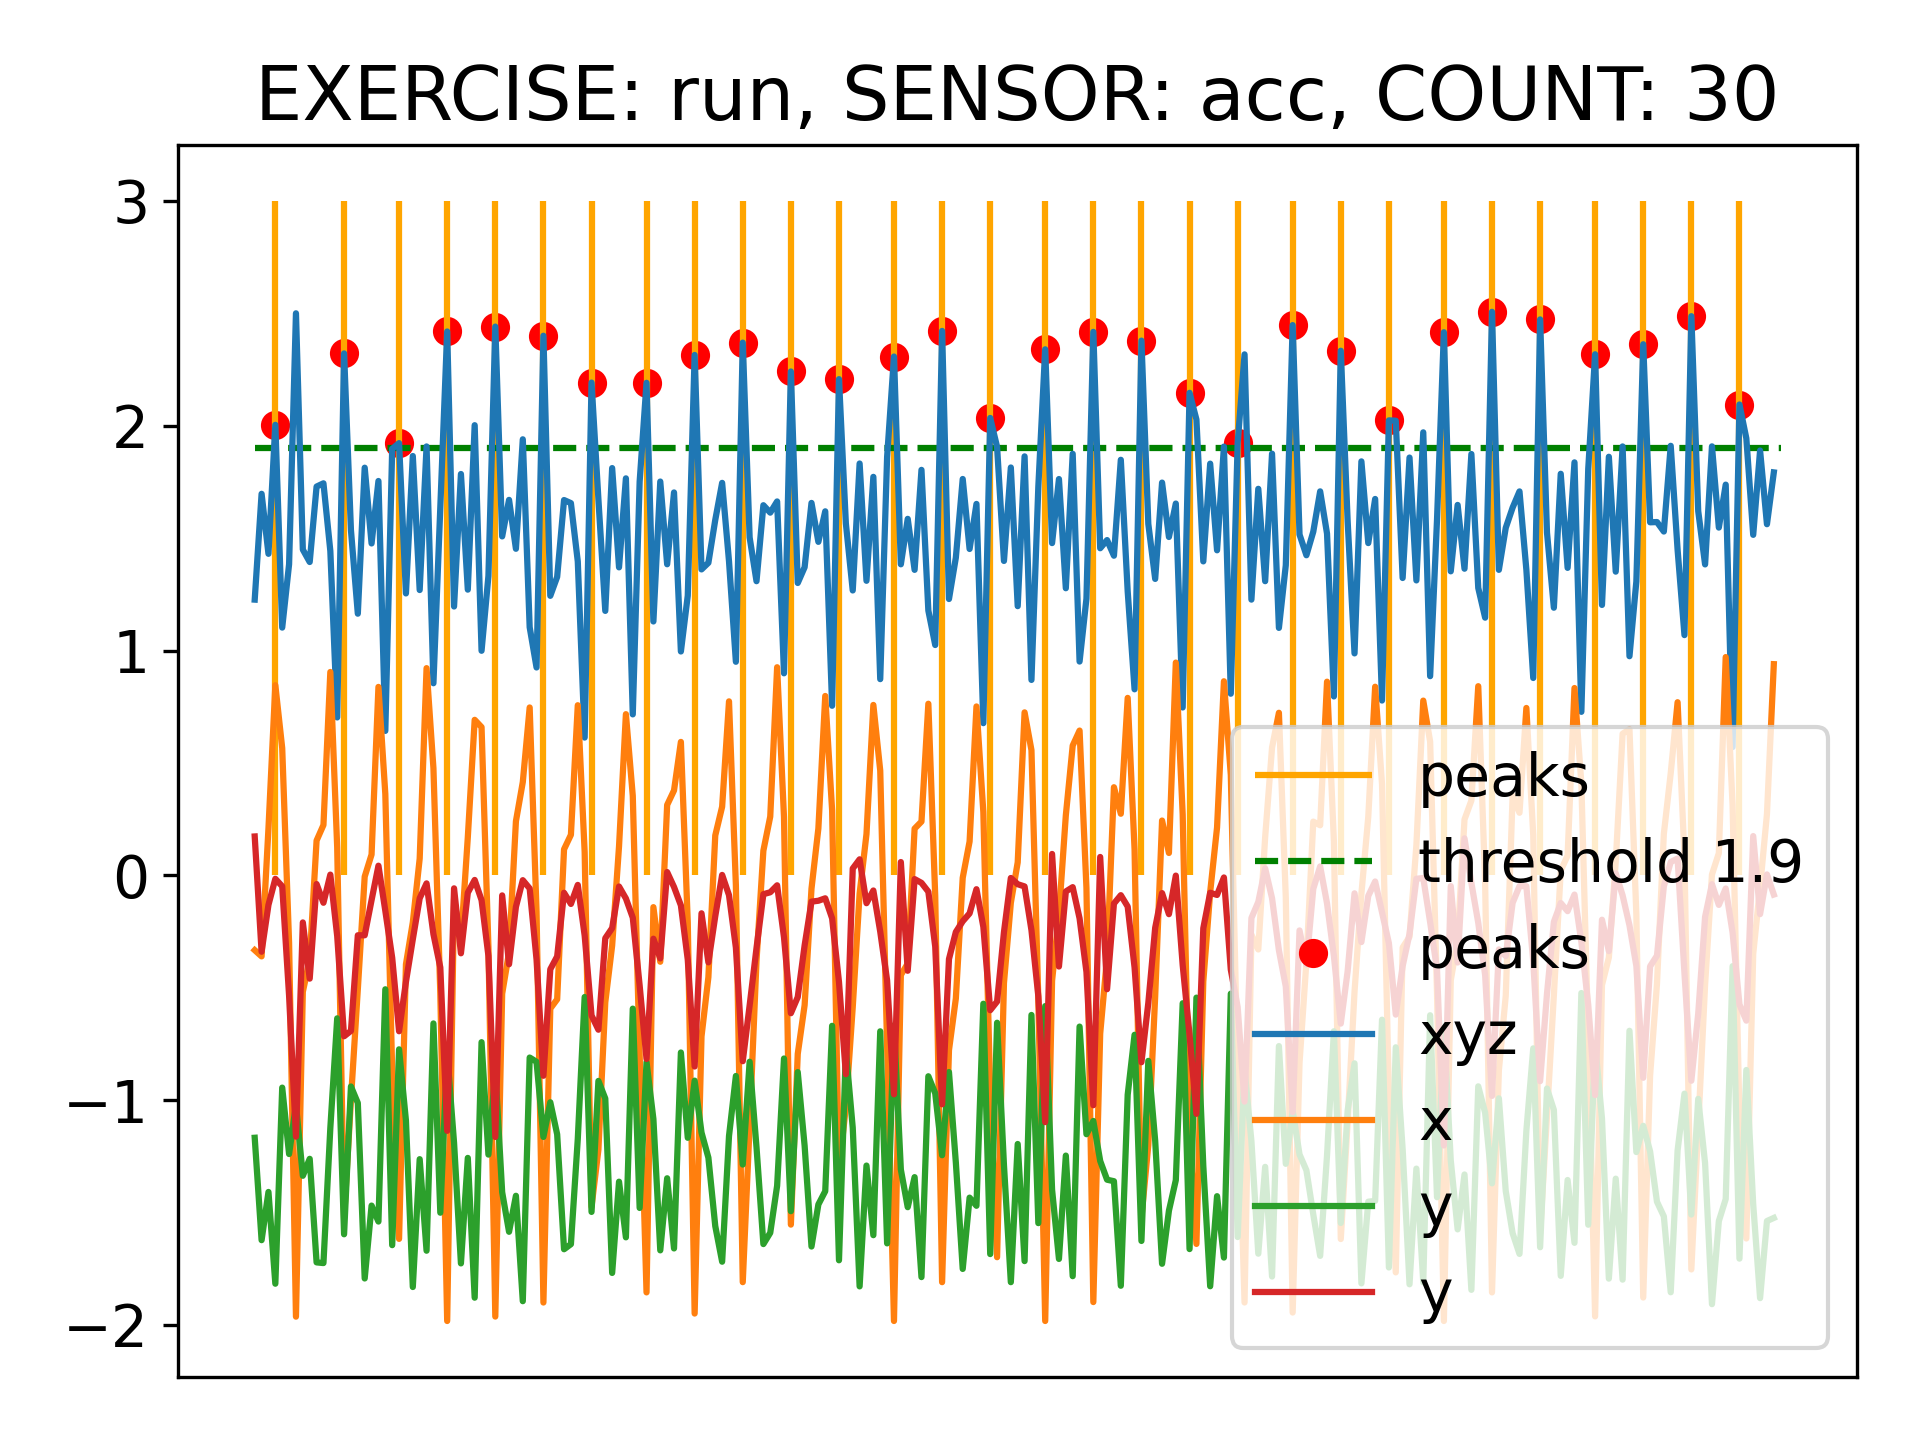 EXERCISE: run, SENSOR: acc, COUNT: 30
3
2
1
0
−1
−2
peaks
threshold 1.9
peaks
xyz
x
y
y